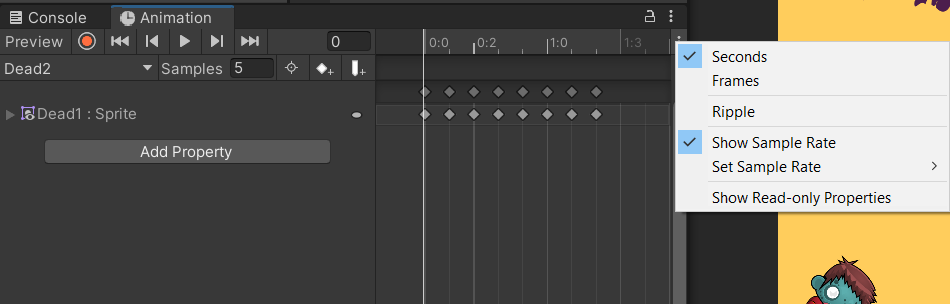 Console
Animation
Preview
0
0:0
0:2
1:0
1:3
Dead2
Samples
5
Dead1 : Sprite
Add Property
Seconds
Frames
Ripple
Show Sample Rate
Set Sample Rate
Show Read-only Properties